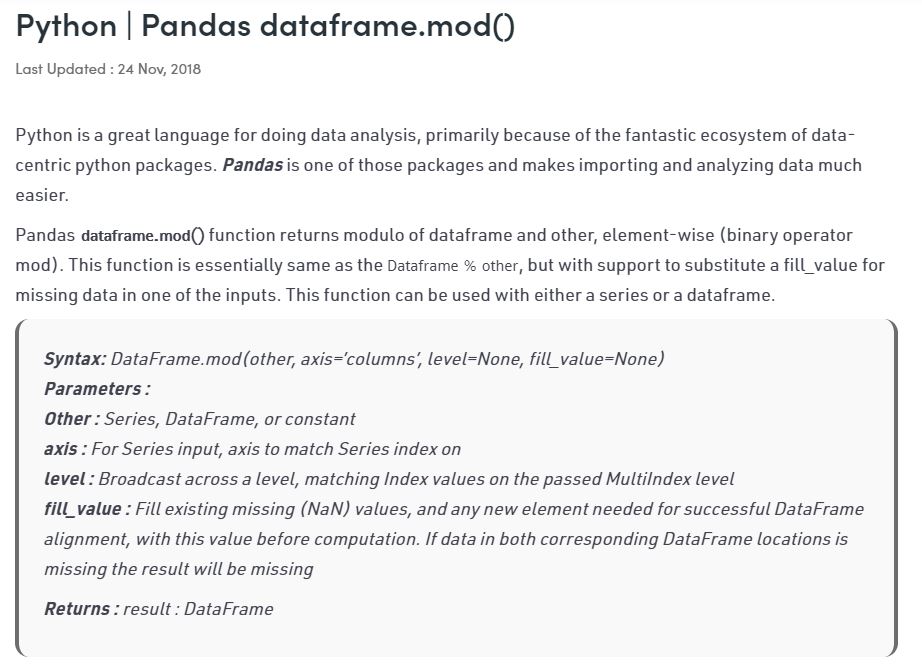 Python | Pandas dataframe.mod()
Last Updated : 24 Nov, 2018
Python is a great language for doing data analysis, primarily because of the fantastic ecosystem of data-
centric python packages. Pandas is one of those packages and makes importing and analyzing data much
easier.
Pandas dataframe.mod() function returns modulo of dataframe and other, element-wise (binary operator
mod). This function is essentially same as the Dataframe % other, but with support to substitute a fill_value for
missing data in one of the inputs. This function can be used with either a series or a dataframe.
Syntax: DataFrame.mod(other, axis=’columns’, level=None, fill_value=None)
Parameters :
Other : Series, DataFrame, or constant
axis : For Series input, axis to match Series index on
level : Broadcast across a level, matching Index values on the passed MultiIndex level
fill_value : Fill existing missing (NaN) values, and any new element needed for successful DataFrame
alignment, with this value before computation. If data in both corresponding DataFrame locations is
missing the result will be missing
Returns : result : DataFrame